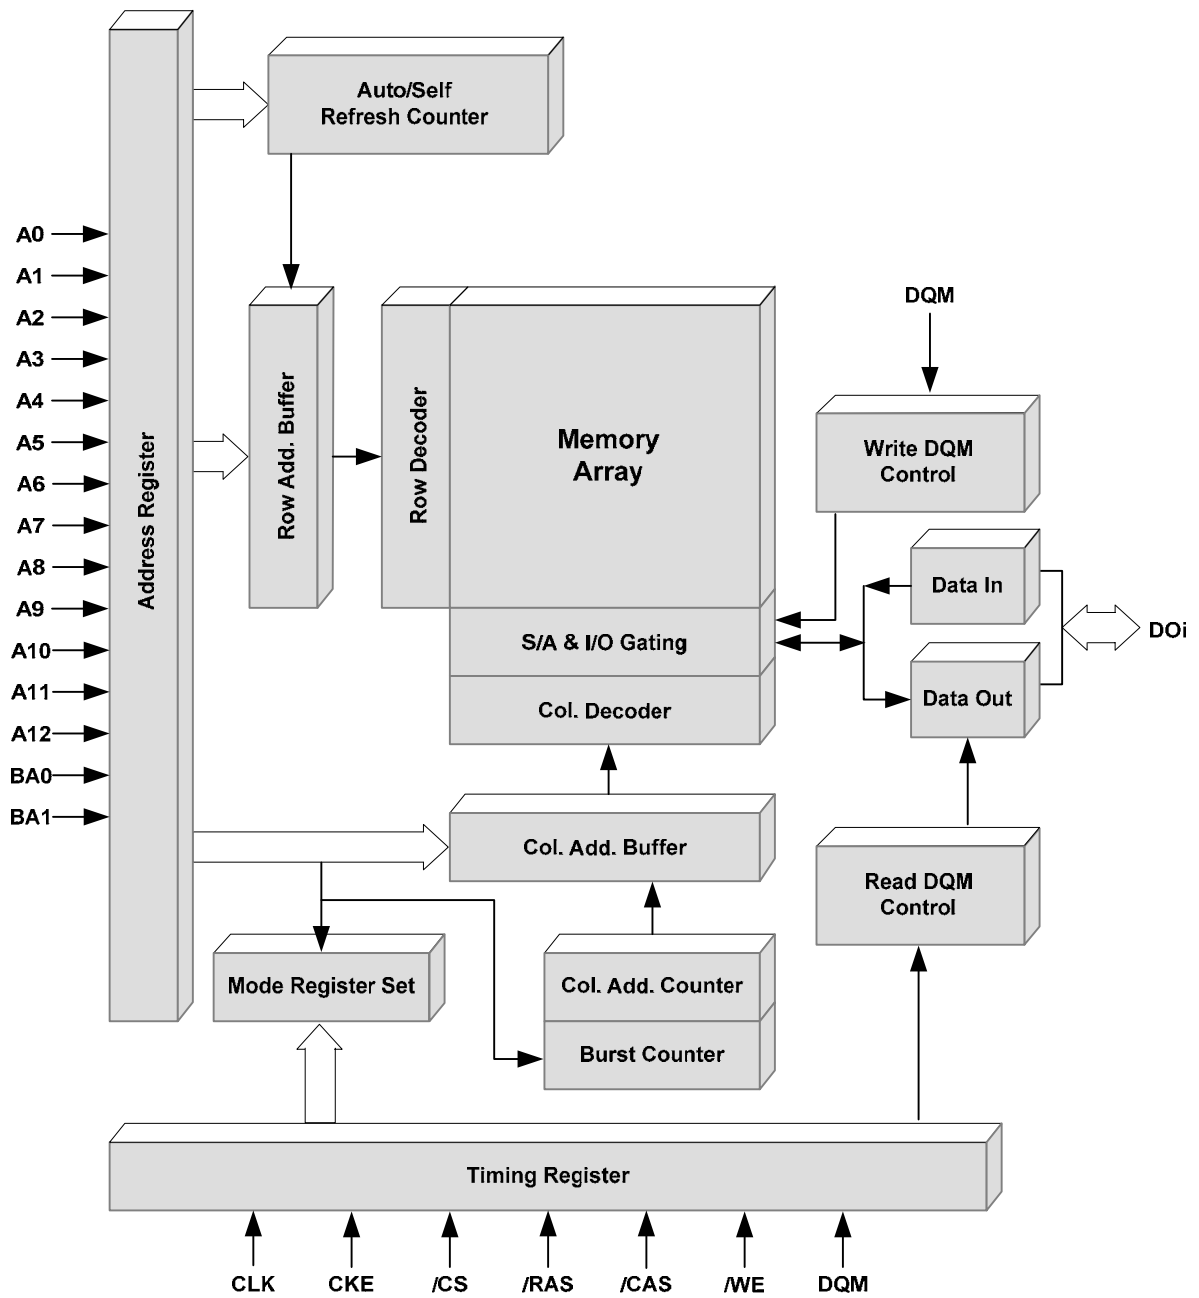 Auto/Self
Refresh Counter
A0
A1
A2
A3
A4
A5
A6
A7
A8
A9
A10
A11
A12
BA0
BA1
Address Register
Row Add. Buffer
Row Decoder
Memory
Array
S/A & I/O Gating
Col. Decoder
DQM
Write DQM
Control
Data In
Data Out
DOi
Col. Add. Buffer
Read DQM
Control
Mode Register Set
Col. Add. Counter
Burst Counter
Timing Register
CLK
CKE
/CS
/RAS
/CAS
/WE
DQM